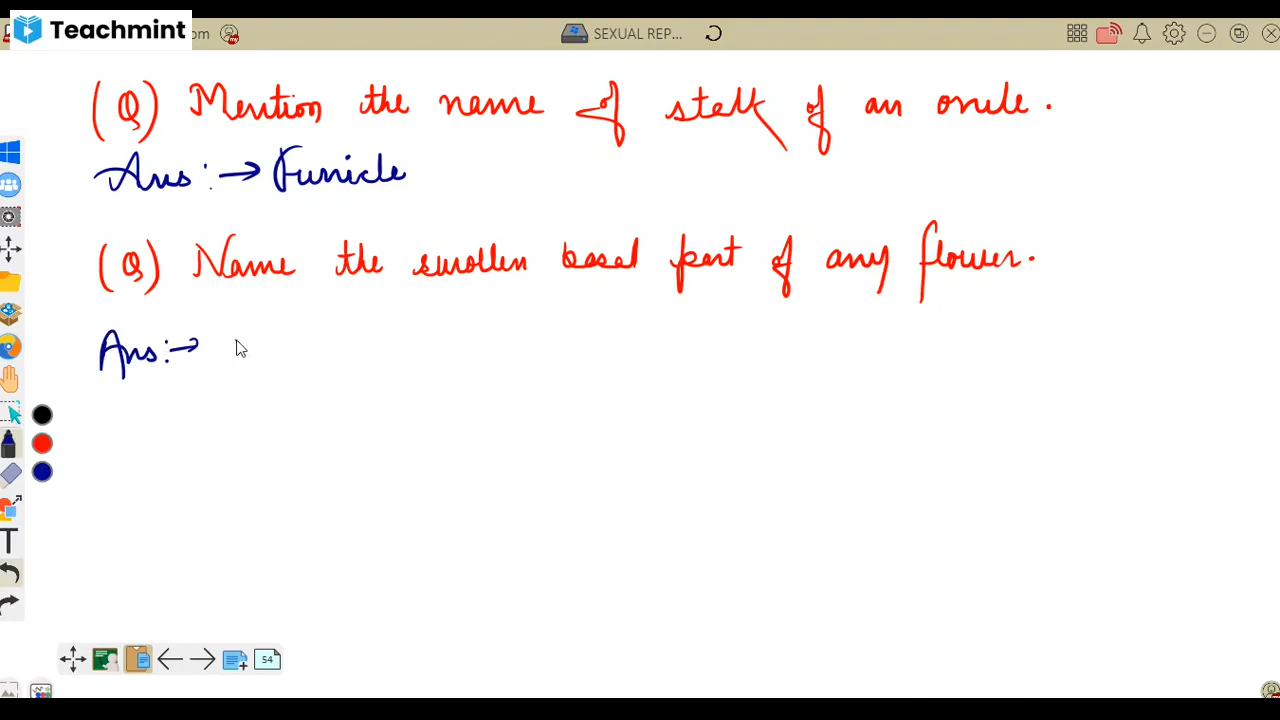 Teachmint
om
SEXUAL REP...
(Q) Mention the name of stalk of an ovule.
Ans:→ Funicle
(Q) Name the swollen basal part of any flower.
Ans:→
T
54